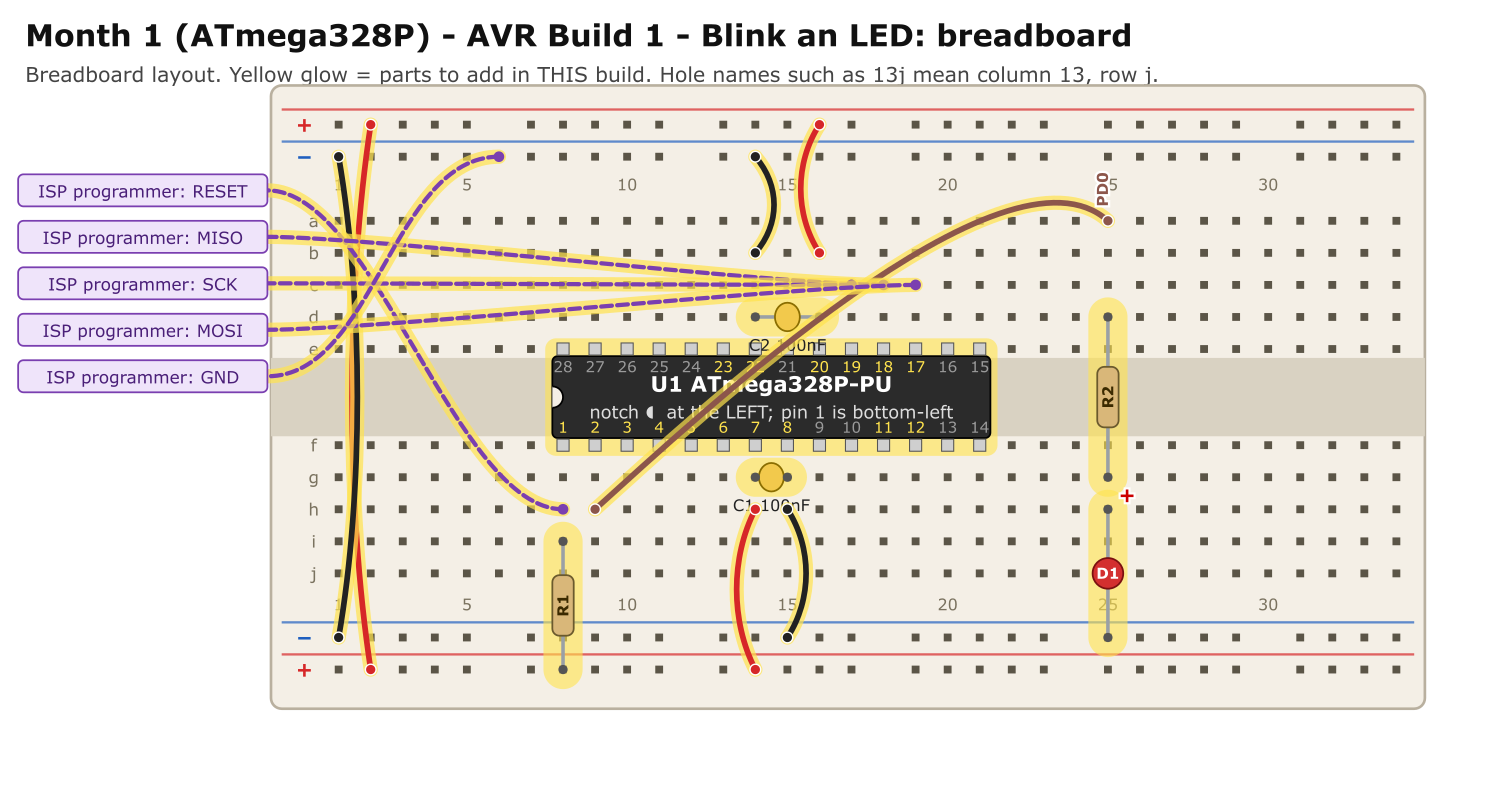 Month 1 (ATmega328P) - AVR Build 1 - Blink an LED: breadboard
Breadboard layout. Yellow glow = parts to add in THIS build. Hole names such as 13j mean column 13, row j.
+
−
1 5 10 15 20 25 30
PD0
ISP programmer: RESET
ISP programmer: MISO
ISP programmer: SCK
ISP programmer: MOSI
ISP programmer: GND
a
b
c
d
e
C2 100nF
28 27 26 25 24 23 22 21 20 19 18 17 16 15
U1 ATmega328P-PU
notch ◖ at the LEFT; pin 1 is bottom-left
1 2 3 4 5 6 7 8 9 10 11 12 13 14
R2
f
g
+
h
C1 100nF
i
j
D1
R1
1 5 10 15 20 25 30
−
+